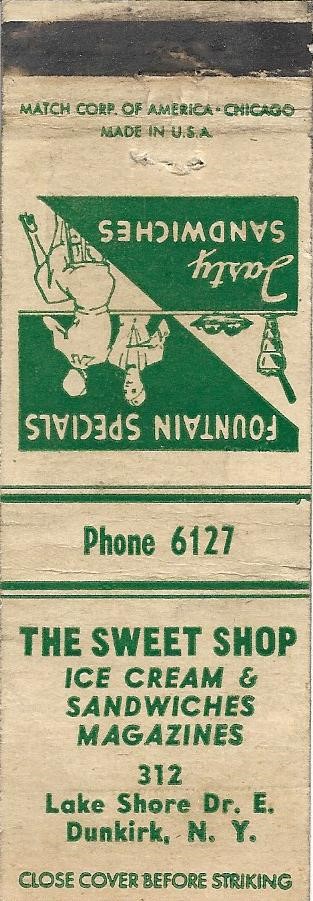 MATCH CORP. OF AMERICA • CHICAGO
MADE IN U.S.A.
FOUNTAIN SPECIALS
Tasty
SANDWICHES
Phone 6127
THE SWEET SHOP
ICE CREAM &
SANDWICHES
MAGAZINES
312
Lake Shore Dr. E.
Dunkirk, N. Y.
CLOSE COVER BEFORE STRIKING